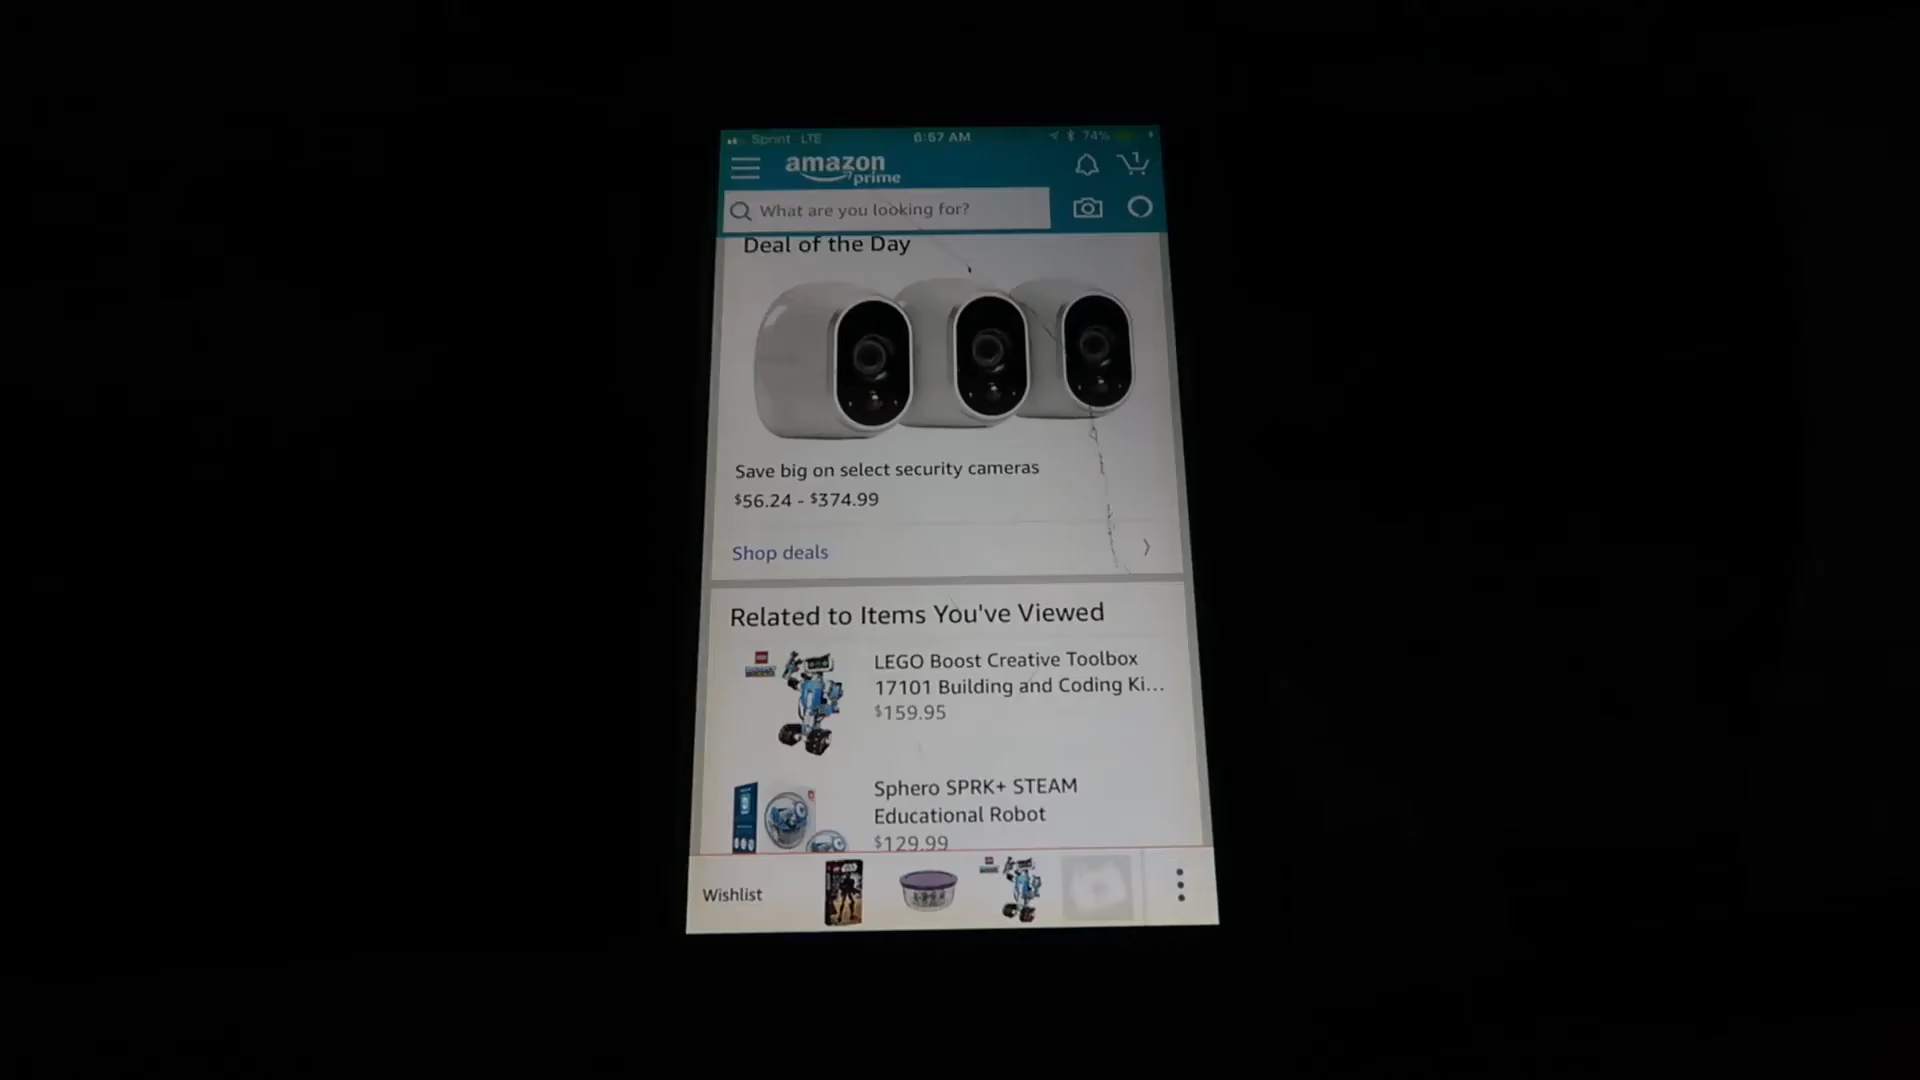 Sprint LTE 6:57 AM 74%
amazon
prime
1
What are you looking for?
Deal of the Day
Save big on select security cameras
$56.24 - $374.99
Shop deals
Related to Items You've Viewed
LEGO Boost Creative Toolbox
17101 Building and Coding Ki...
$159.95
Sphero SPRK+ STEAM
Educational Robot
$129.99
Wishlist